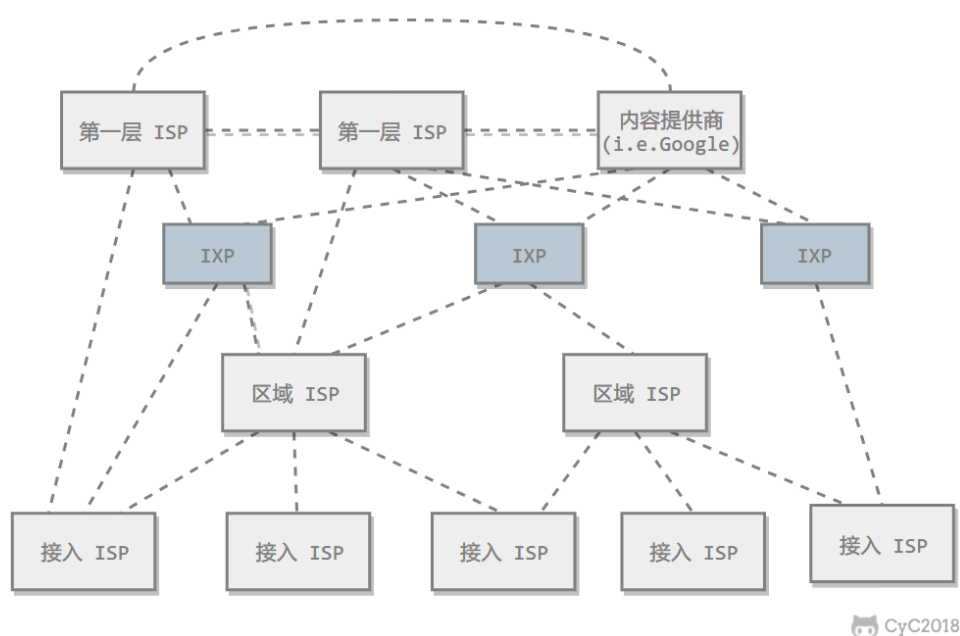 第一层 ISP
第一层 ISP
内容提供商
(i.e.Google)
IXP
IXP
IXP
区域 ISP
区域 ISP
接入 ISP
接入 ISP
接入 ISP
接入 ISP
接入 ISP
CyC2018